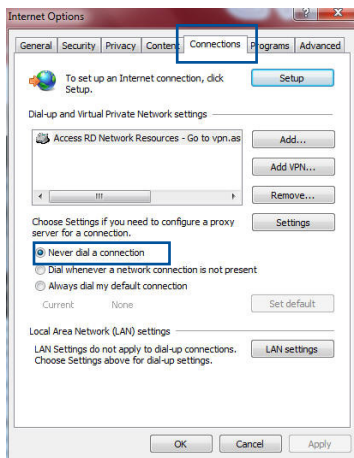 Internet Options
General Security Privacy Content Connections Programs Advanced
To set up an Internet connection, click
Setup.
Setup
Dial-up and Virtual Private Network settings
Access RD Network Resources - Go to vpn.as
Add...
Add VPN...
Remove...
Choose Settings if you need to configure a proxy
server for a connection.
Settings
Never dial a connection
Dial whenever a network connection is not present
Always dial my default connection
Current None
Set default
Local Area Network (LAN) settings
LAN Settings do not apply to dial-up connections.
Choose Settings above for dial-up settings.
LAN settings
OK Cancel Apply